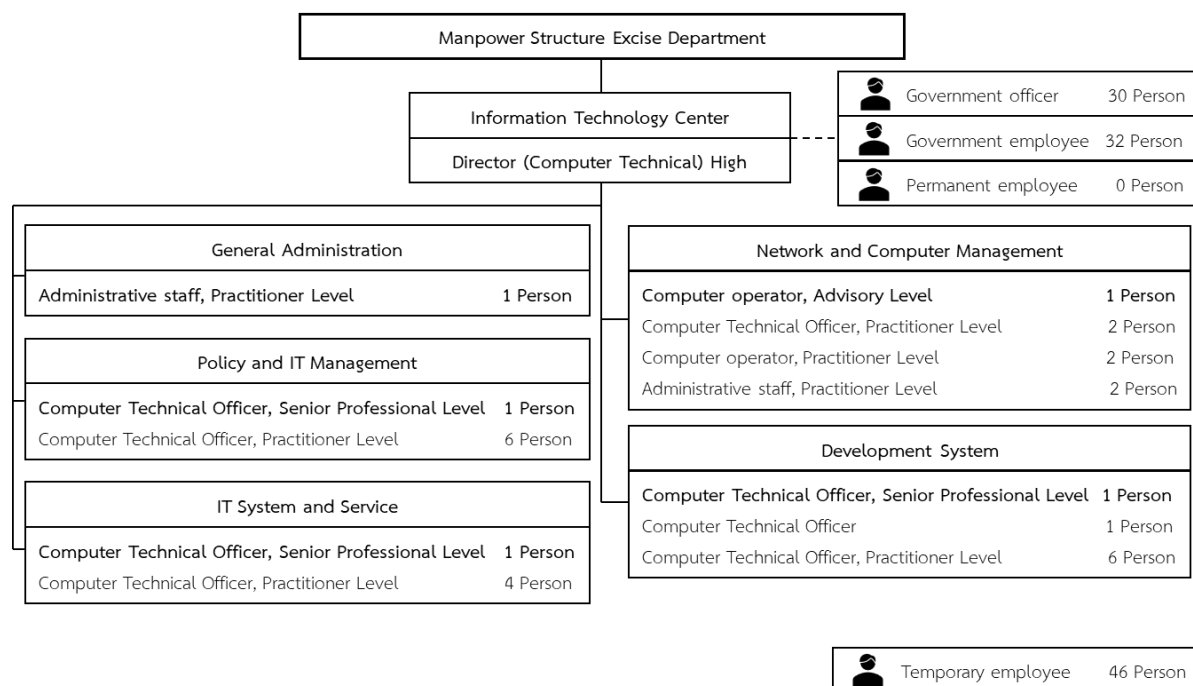 Manpower Structure Excise Department
Information Technology Center
Director (Computer Technical) High
Government officer 30 Person
Government employee 32 Person
Permanent employee 0 Person
General Administration
Administrative staff, Practitioner Level 1 Person
Policy and IT Management
Computer Technical Officer, Senior Professional Level 1 Person
Computer Technical Officer, Practitioner Level 6 Person
IT System and Service
Computer Technical Officer, Senior Professional Level 1 Person
Computer Technical Officer, Practitioner Level 4 Person
Network and Computer Management
Computer operator, Advisory Level 1 Person
Computer Technical Officer, Practitioner Level 2 Person
Computer operator, Practitioner Level 2 Person
Administrative staff, Practitioner Level 2 Person
Development System
Computer Technical Officer, Senior Professional Level 1 Person
Computer Technical Officer 1 Person
Computer Technical Officer, Practitioner Level 6 Person
Temporary employee 46 Person